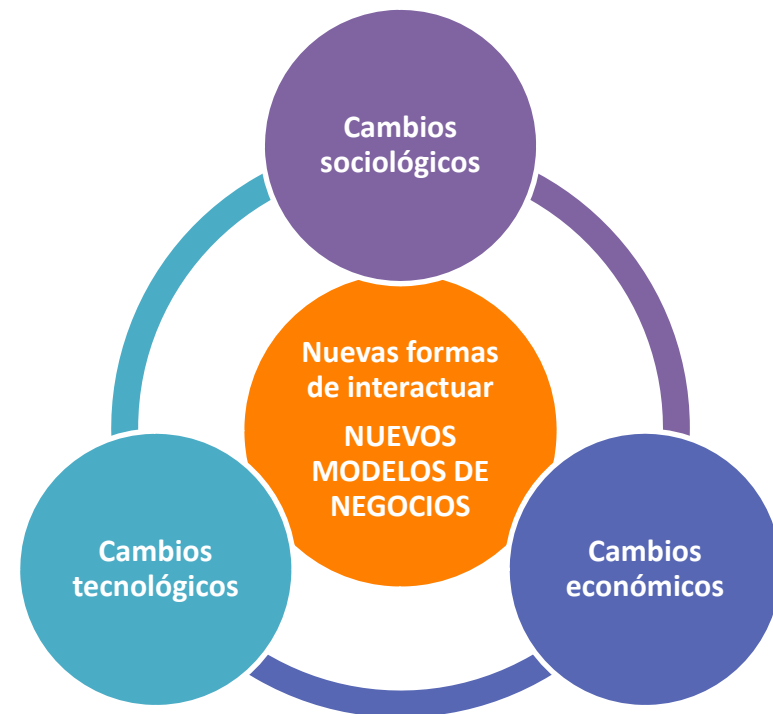 Cambios
sociológicos
Nuevas formas
de interactuar
NUEVOS
MODELOS DE
NEGOCIOS
Cambios
tecnológicos
Cambios
económicos